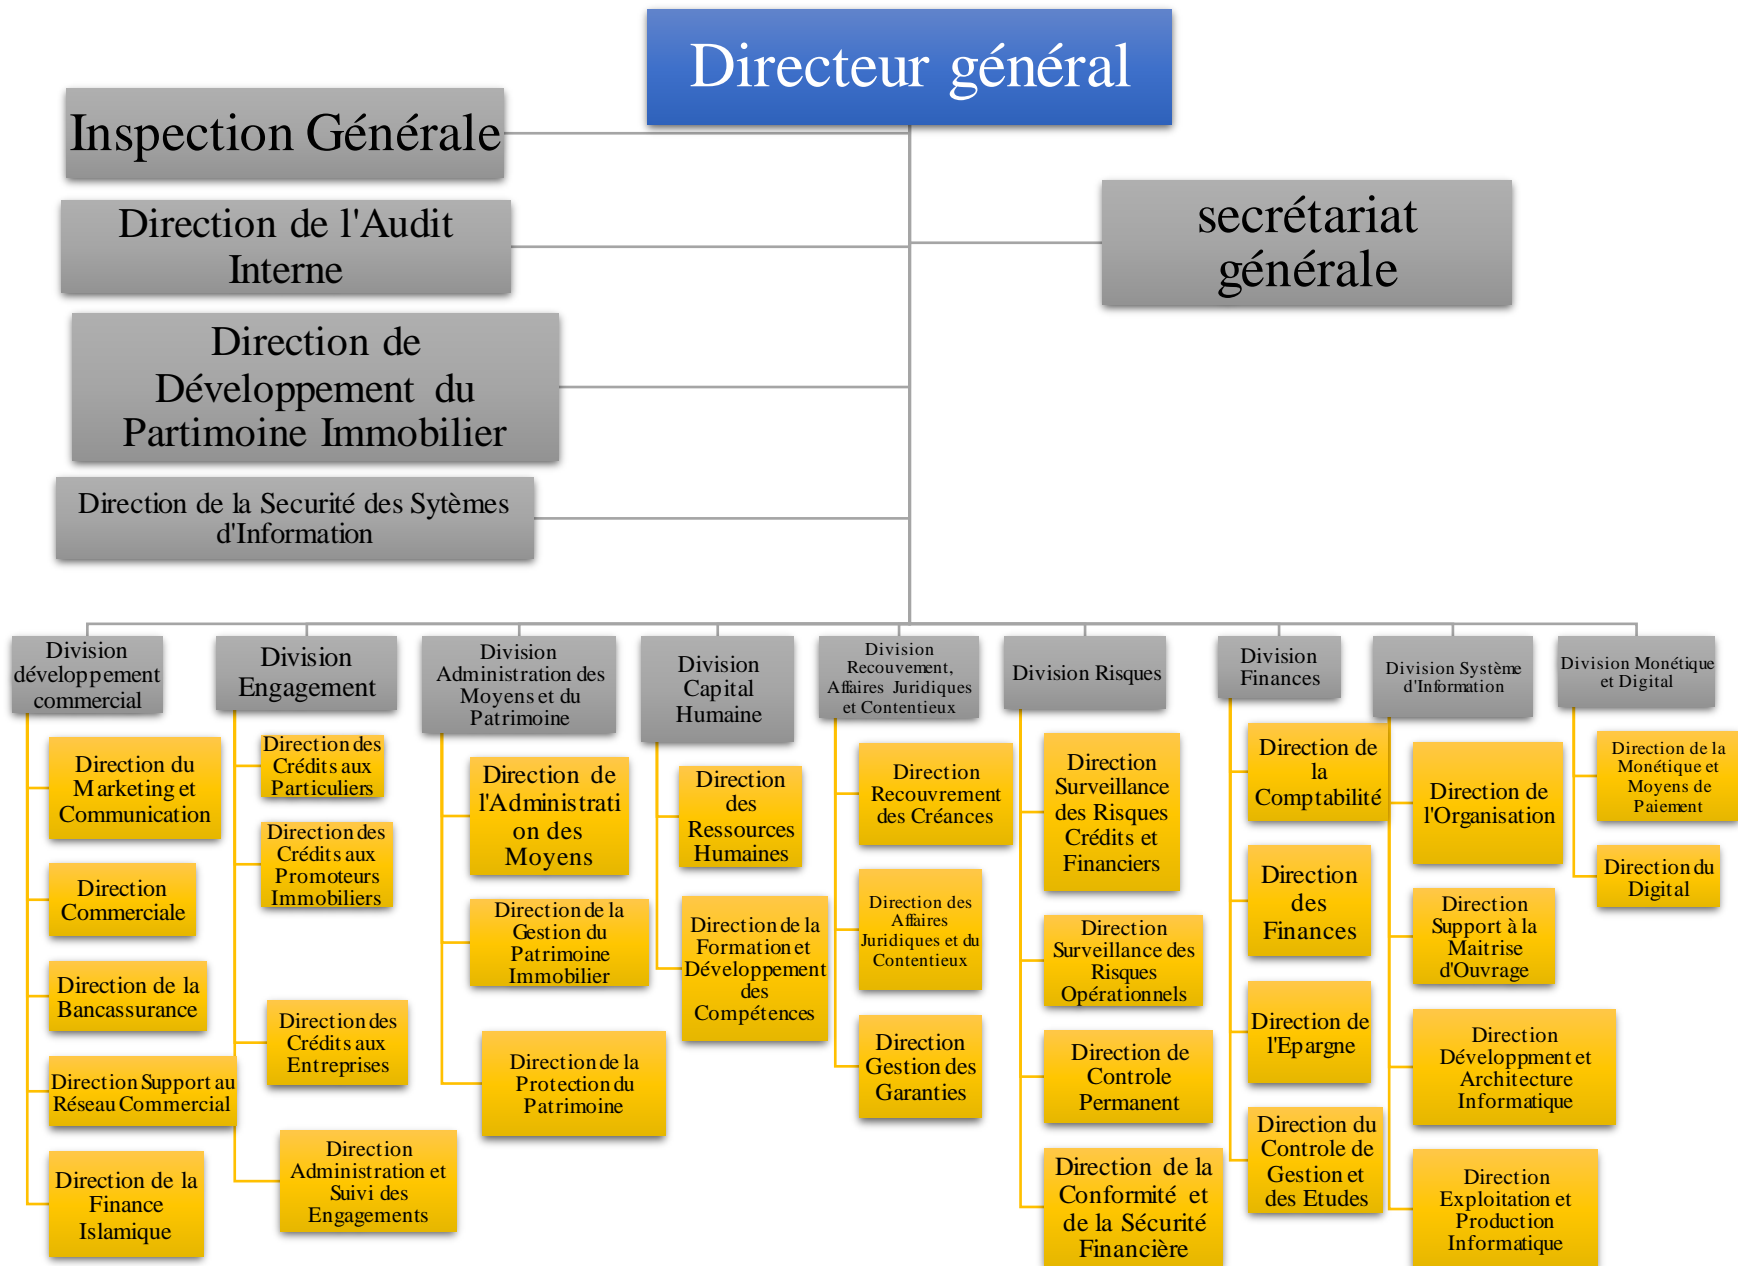 Directeur général
Inspection Générale
Direction de l'Audit
Interne
secrétariat
générale
Direction de
Développement du
Partimoine Immobilier
Direction de la Securité des Sytèmes
d'Information
Division
développement
commercial
Direction du
Marketing et
Communication
Direction
Commerciale
Direction de la
Bancassurance
Direction Support au
Réseau Commercial
Direction de la
Finance
Islamique
Division
Engagement
Direction des
Crédits aux
Particuliers
Direction des
Crédits aux
Promoteurs
Immobiliers
Direction des
Crédits aux
Entreprises
Direction
Administration et
Suivi des
Engagements
Division
Administration des
Moyens et du
Patrimoine
Direction de
l'Administrati
on des
Moyens
Direction de la
Gestion du
Patrimoine
Immobilier
Direction de la
Protection du
Patrimoine
Division
Capital
Humaine
Direction
des
Ressources
Humaines
Direction de la
Formation et
Développement
des
Compétences
Division
Recouvement,
Affaires Juridiques
et Contentieux
Direction
Recouvrement
des Créances
Direction des
Affaires
Juridiques et du
Contentieux
Direction
Gestion des
Garanties
Division Risques
Direction
Surveillance
des Risques
Crédits et
Financiers
Direction
Surveillance des
Risques
Opérationnels
Direction de
Controle
Permanent
Direction de la
Conformité et
de la Sécurité
Financière
Division
Finances
Direction de
la
Comptabilité
Direction
des
Finances
Direction de
l'Epargne
Direction du
Controle de
Gestion et
des Etudes
Division Système
d'Information
Direction de
l'Organisation
Direction
Support à la
Maitrise
d'Ouvrage
Direction
Développment et
Architecture
Informatique
Direction
Exploitation et
Production
Informatique
Division Monétique
et Digital
Direction de la
Monétique et
Moyens de
Paiement
Direction du
Digital